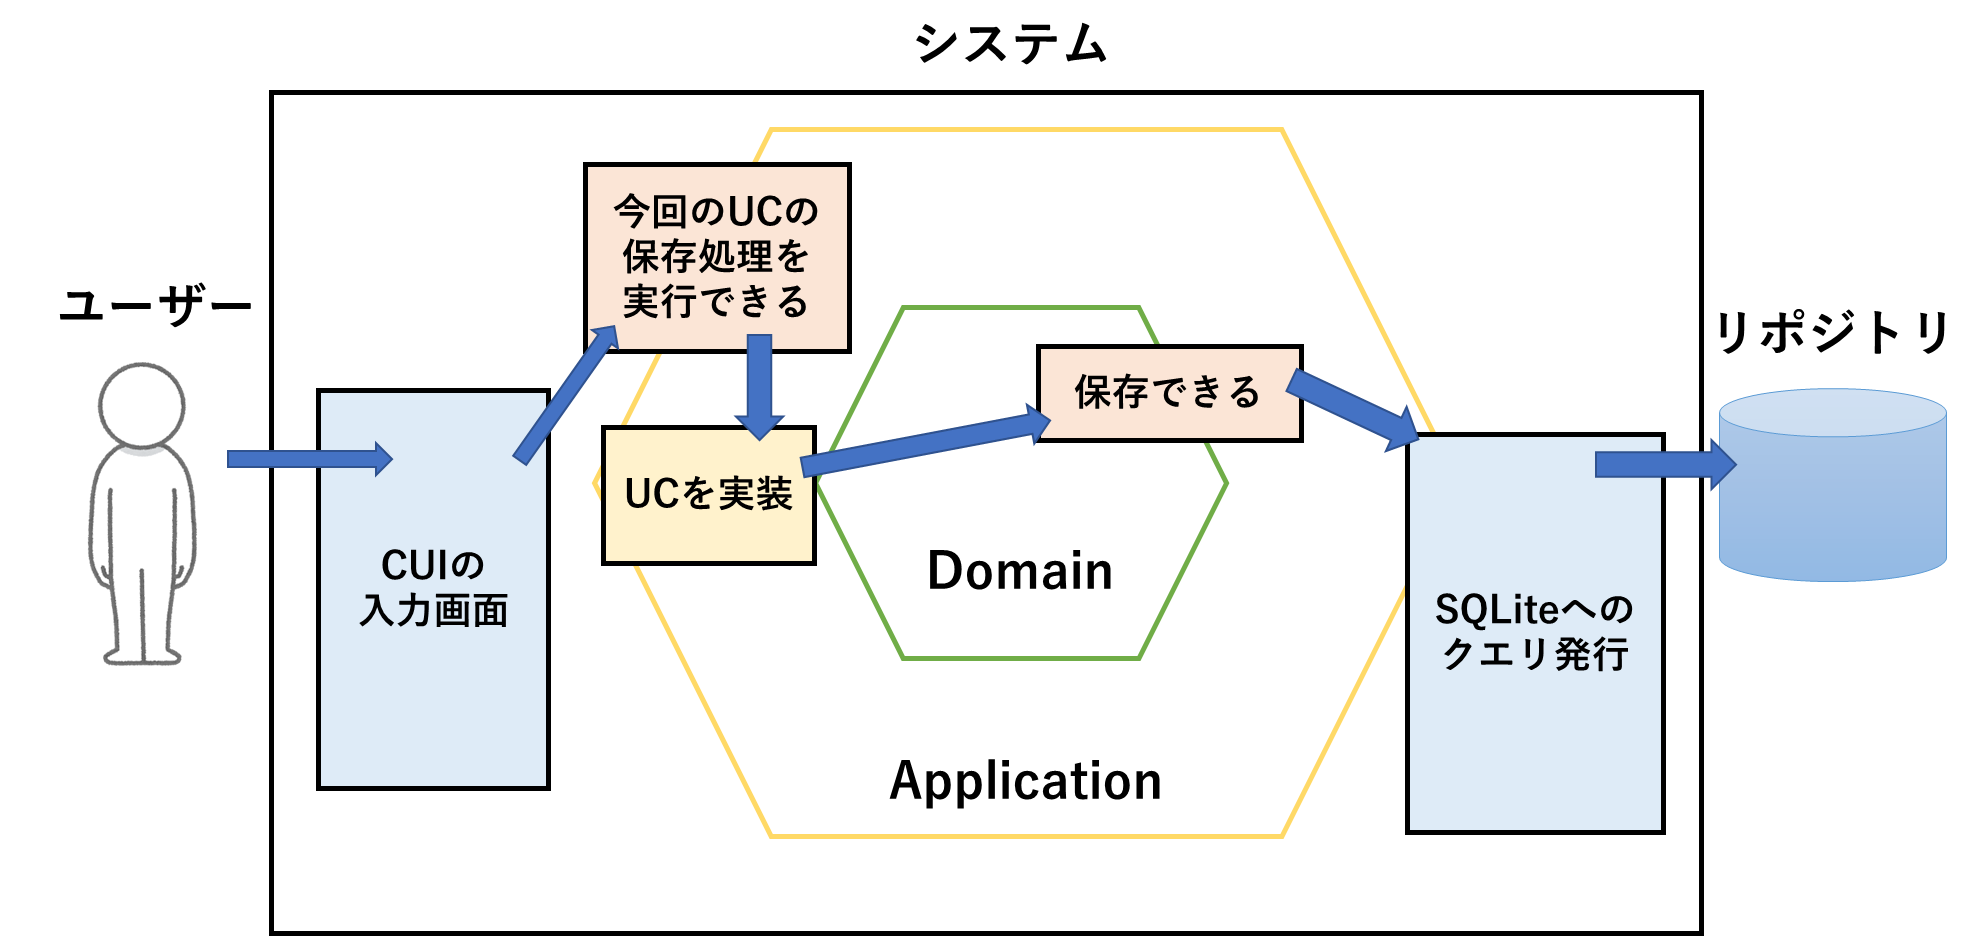 システム
ユーザー
今回のUCの
保存処理を
実行できる
リポジトリ
保存できる
UCを実装
CUIの
入力画面
Domain
SQLiteへの
クエリ発行
Application